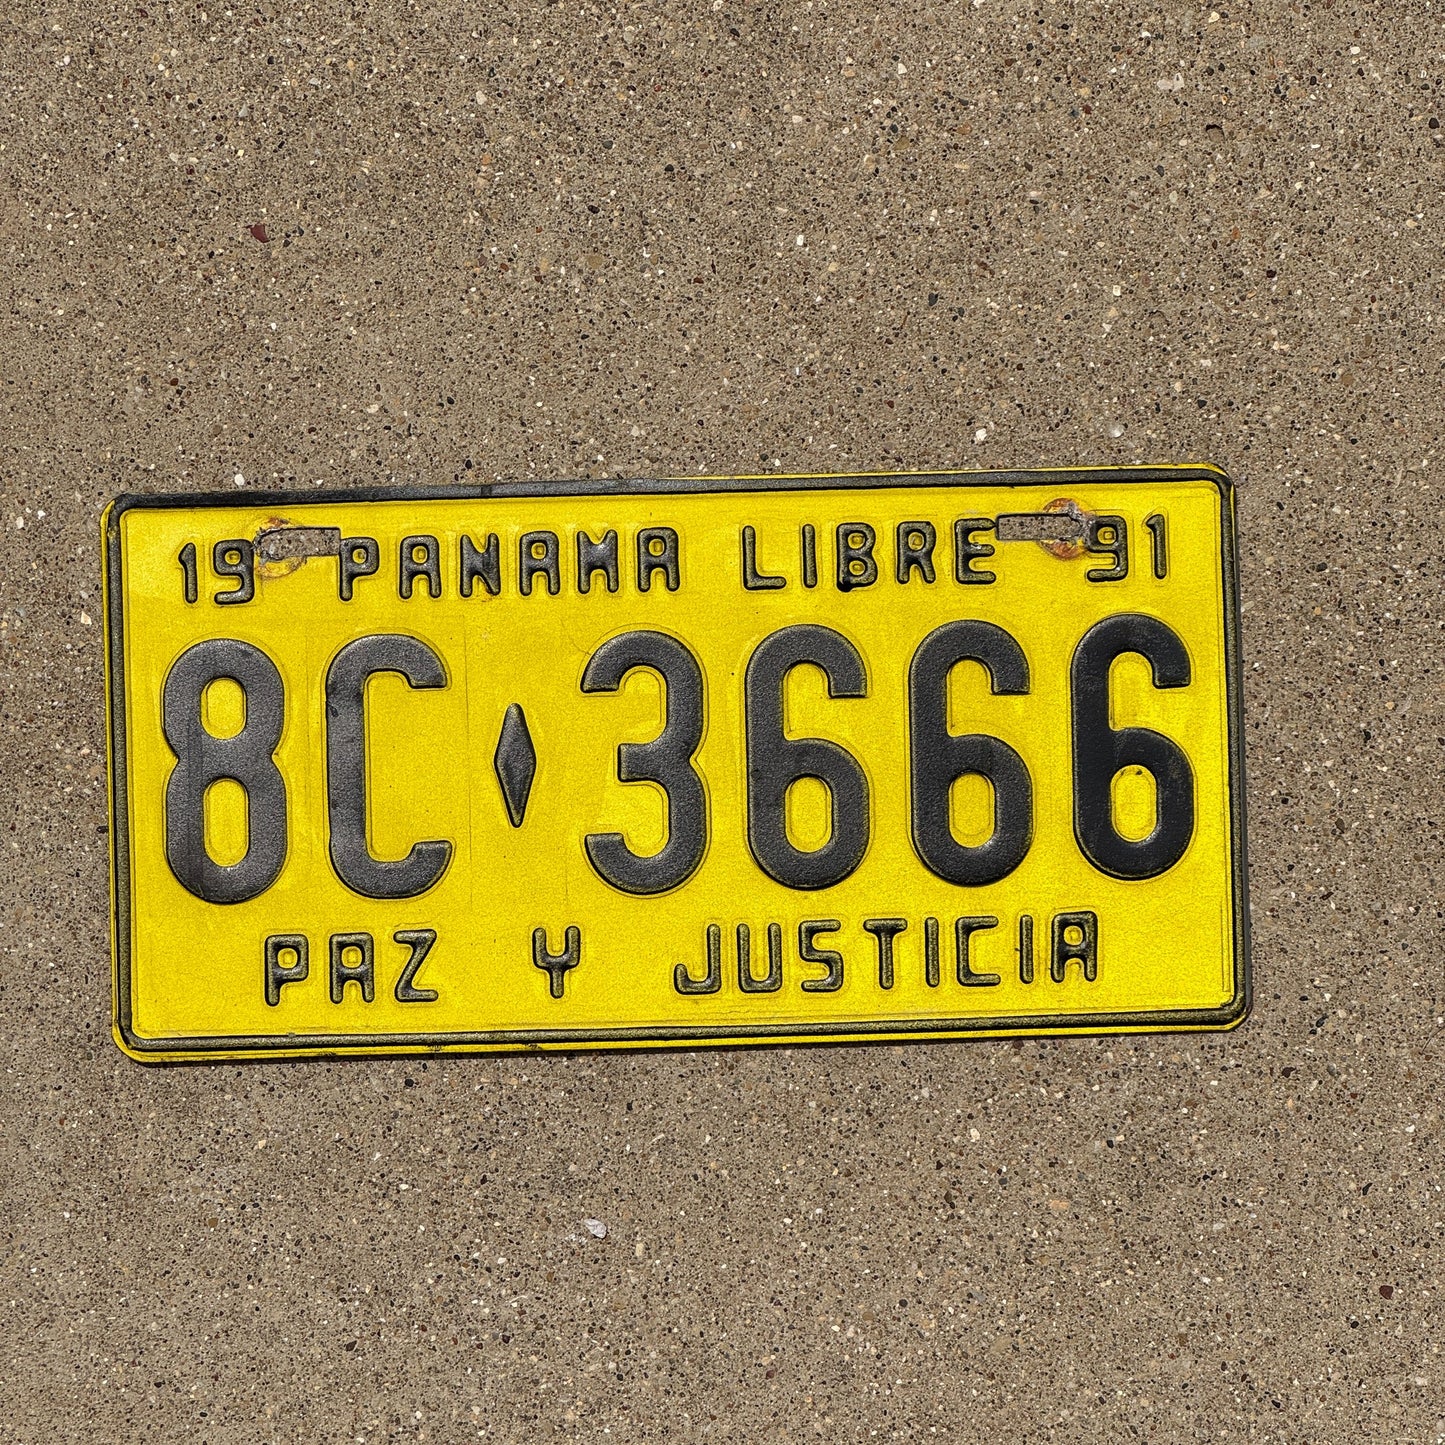 19 PANAMA LIBRE 91
8C♦3666
PAZ Y JUSTICIA